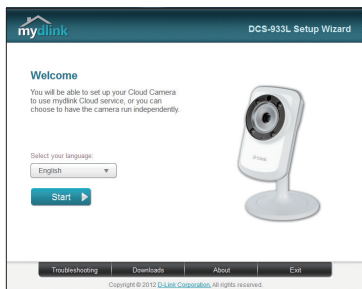 mydlink
DCS-933L Setup Wizard
Welcome
You will be able to set up your Cloud Camera
to use mydlink Cloud service, or you can
choose to have the camera run independently.
Select your language:
English
Start
D-Link
Troubleshooting Downloads About Exit
Copyright © 2012 D-Link Corporation. All rights reserved.